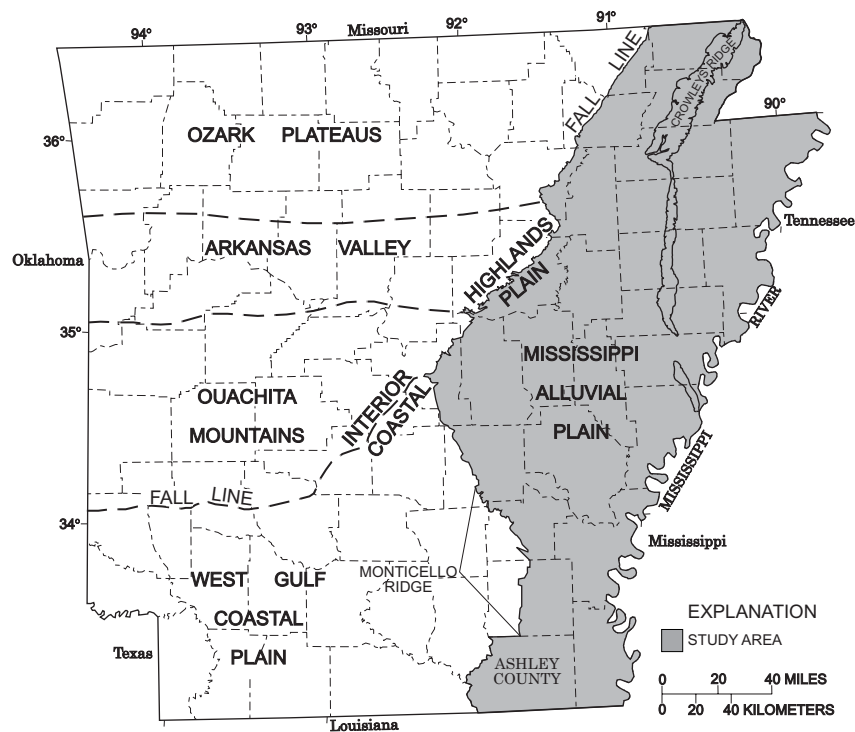 94°
Missouri
92°
91°
93°
FALL LINE
CROWLEYS RIDGE
90°
36°
OZARK PLATEAUS
Tennessee
Oklahoma
ARKANSAS VALLEY
HIGHLANDS
PLAIN
RIVER
35°
MISSISSIPPI
ALLUVIAL
PLAIN
OUACHITA
MOUNTAINS
INTERIOR
COASTAL
MISSISSIPPI
FALL LINE
34°
Mississippi
WEST GULF
COASTAL
PLAIN
MONTICELLO
RIDGE
EXPLANATION
STUDY AREA
Texas
ASHLEY
COUNTY
0 20 40 MILES
0 20 40 KILOMETERS
Louisiana